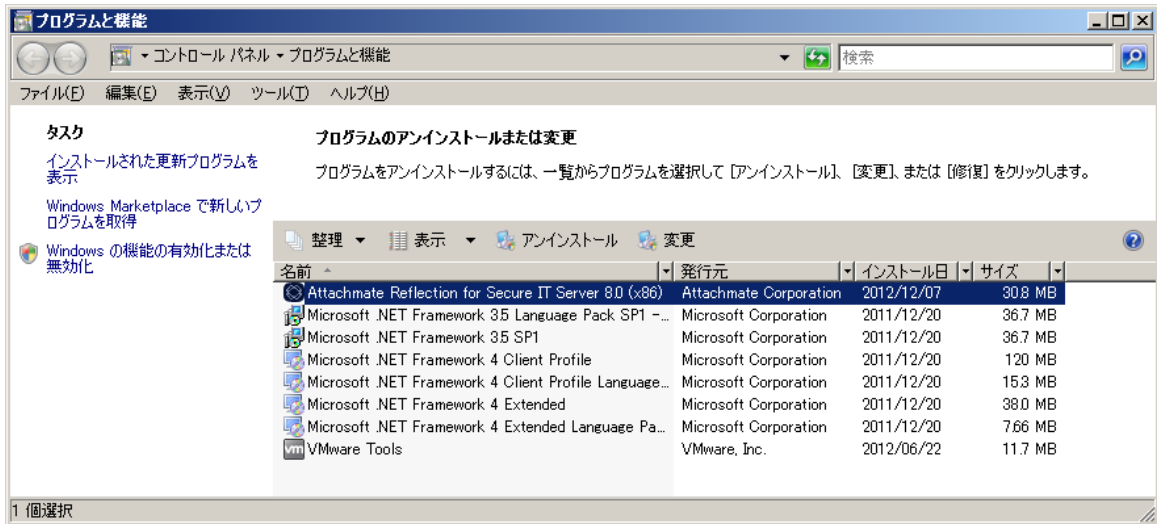 プログラムと機能
コントロール パネル プログラムと機能
検索
ファイル(F) 編集(E) 表示(V) ツール(T) ヘルプ(H)
タスク
インストールされた更新プログラムを
表示
Windows Marketplace で新しいプ
ログラムを取得
Windows の機能の有効化または
無効化
プログラムのアンインストールまたは変更
プログラムをアンインストールするには、一覧からプログラムを選択して [アンインストール]、[変更]、または [修復] をクリックします。
整理 表示 アンインストール 変更
名前 発行元 インストール日 サイズ
Attachmate Reflection for Secure IT Server 8.0 (x86) Attachmate Corporation 2012/12/07 30.8 MB
Microsoft .NET Framework 3.5 Language Pack SP1 -... Microsoft Corporation 2011/12/20 36.7 MB
Microsoft .NET Framework 3.5 SP1 Microsoft Corporation 2011/12/20 36.7 MB
Microsoft .NET Framework 4 Client Profile Microsoft Corporation 2011/12/20 120 MB
Microsoft .NET Framework 4 Client Profile Language... Microsoft Corporation 2011/12/20 15.3 MB
Microsoft .NET Framework 4 Extended Microsoft Corporation 2011/12/20 38.0 MB
Microsoft .NET Framework 4 Extended Language Pa... Microsoft Corporation 2011/12/20 7.66 MB
vm VMware Tools VMware, Inc. 2012/06/22 11.7 MB
1 個選択